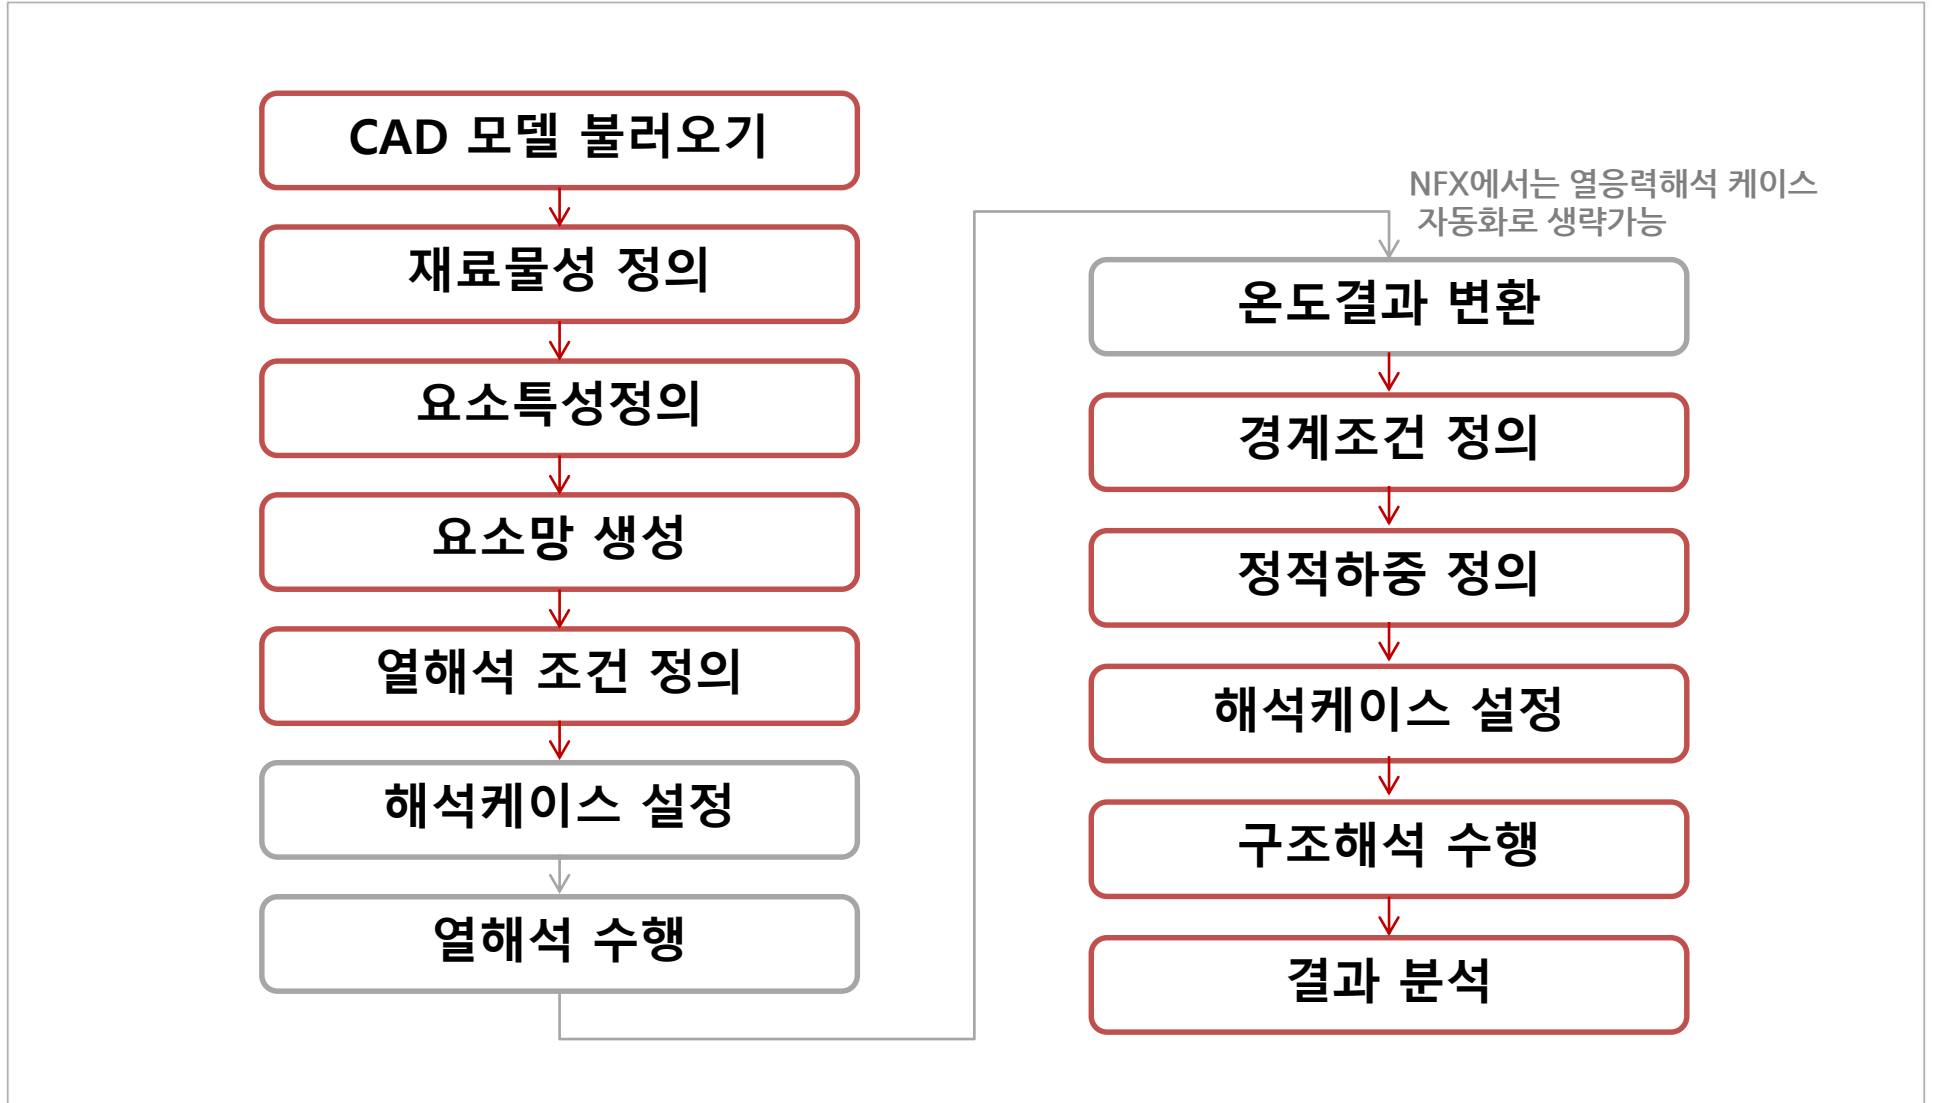 CAD 모델 불러오기
재료물성 정의
요소특성정의
요소망 생성
열해석 조건 정의
해석케이스 설정
열해석 수행
NFX에서는 열응력해석 케이스
자동화로 생략가능
온도결과 변환
경계조건 정의
정적하중 정의
해석케이스 설정
구조해석 수행
결과 분석